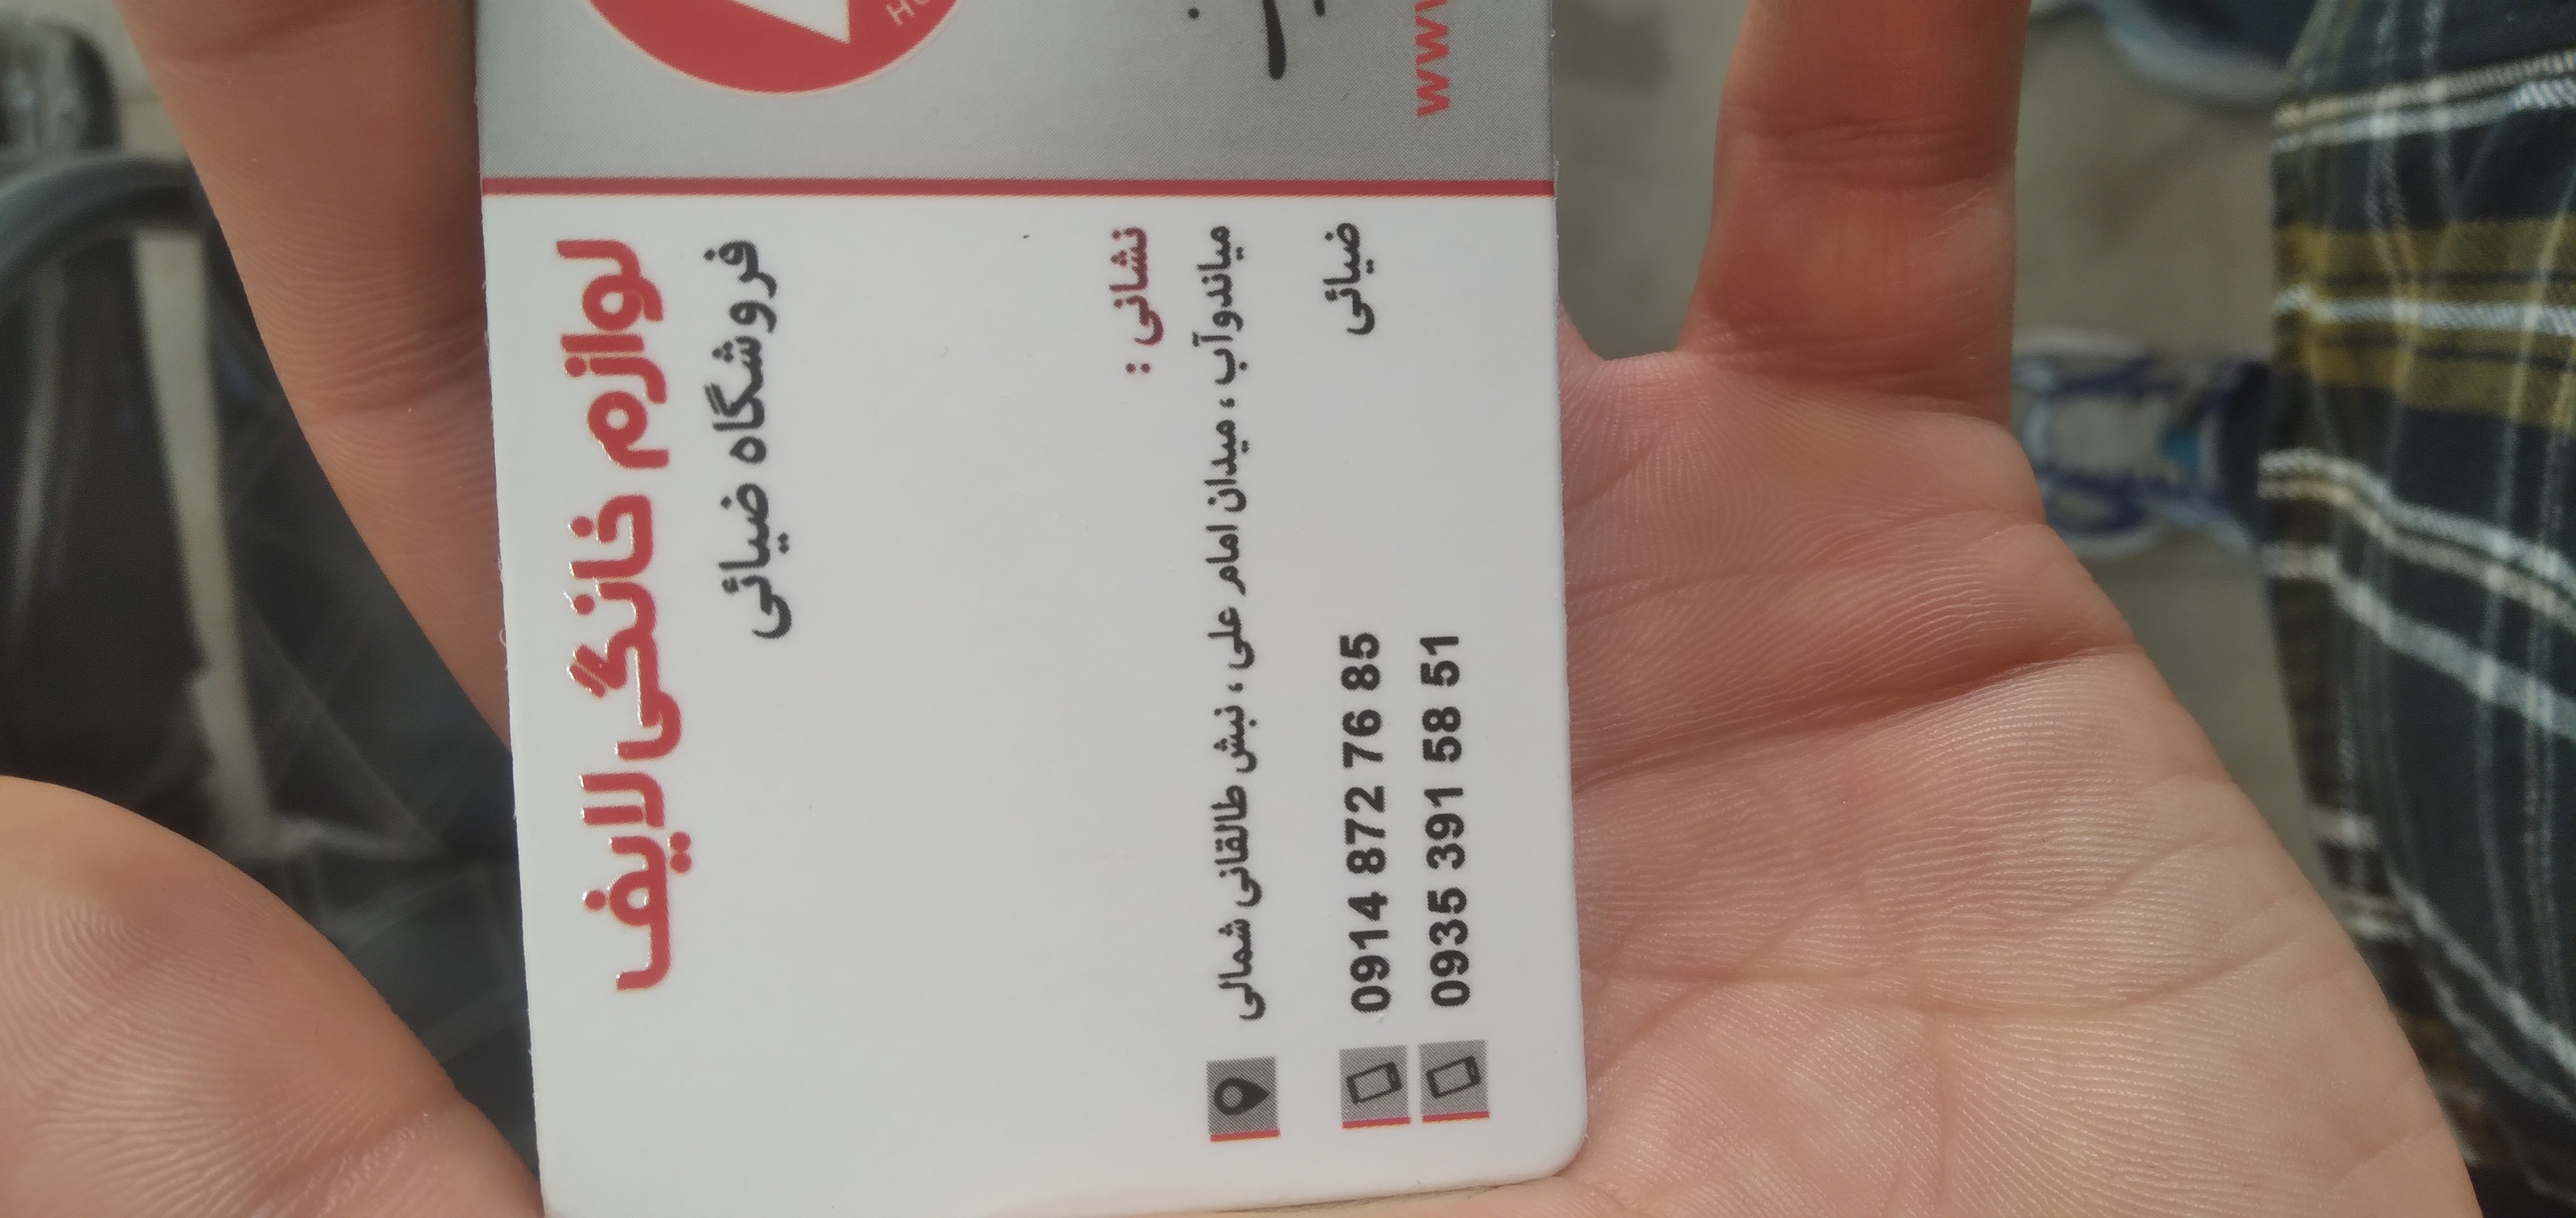 لوازم خانگی لایف
فروشگاه ضیائی
نشانی :
میاندوآب ، میدان امام علی ، نبش طالقانی شمالی
ضیائی
0914 872 76 85
0935 391 58 51
www